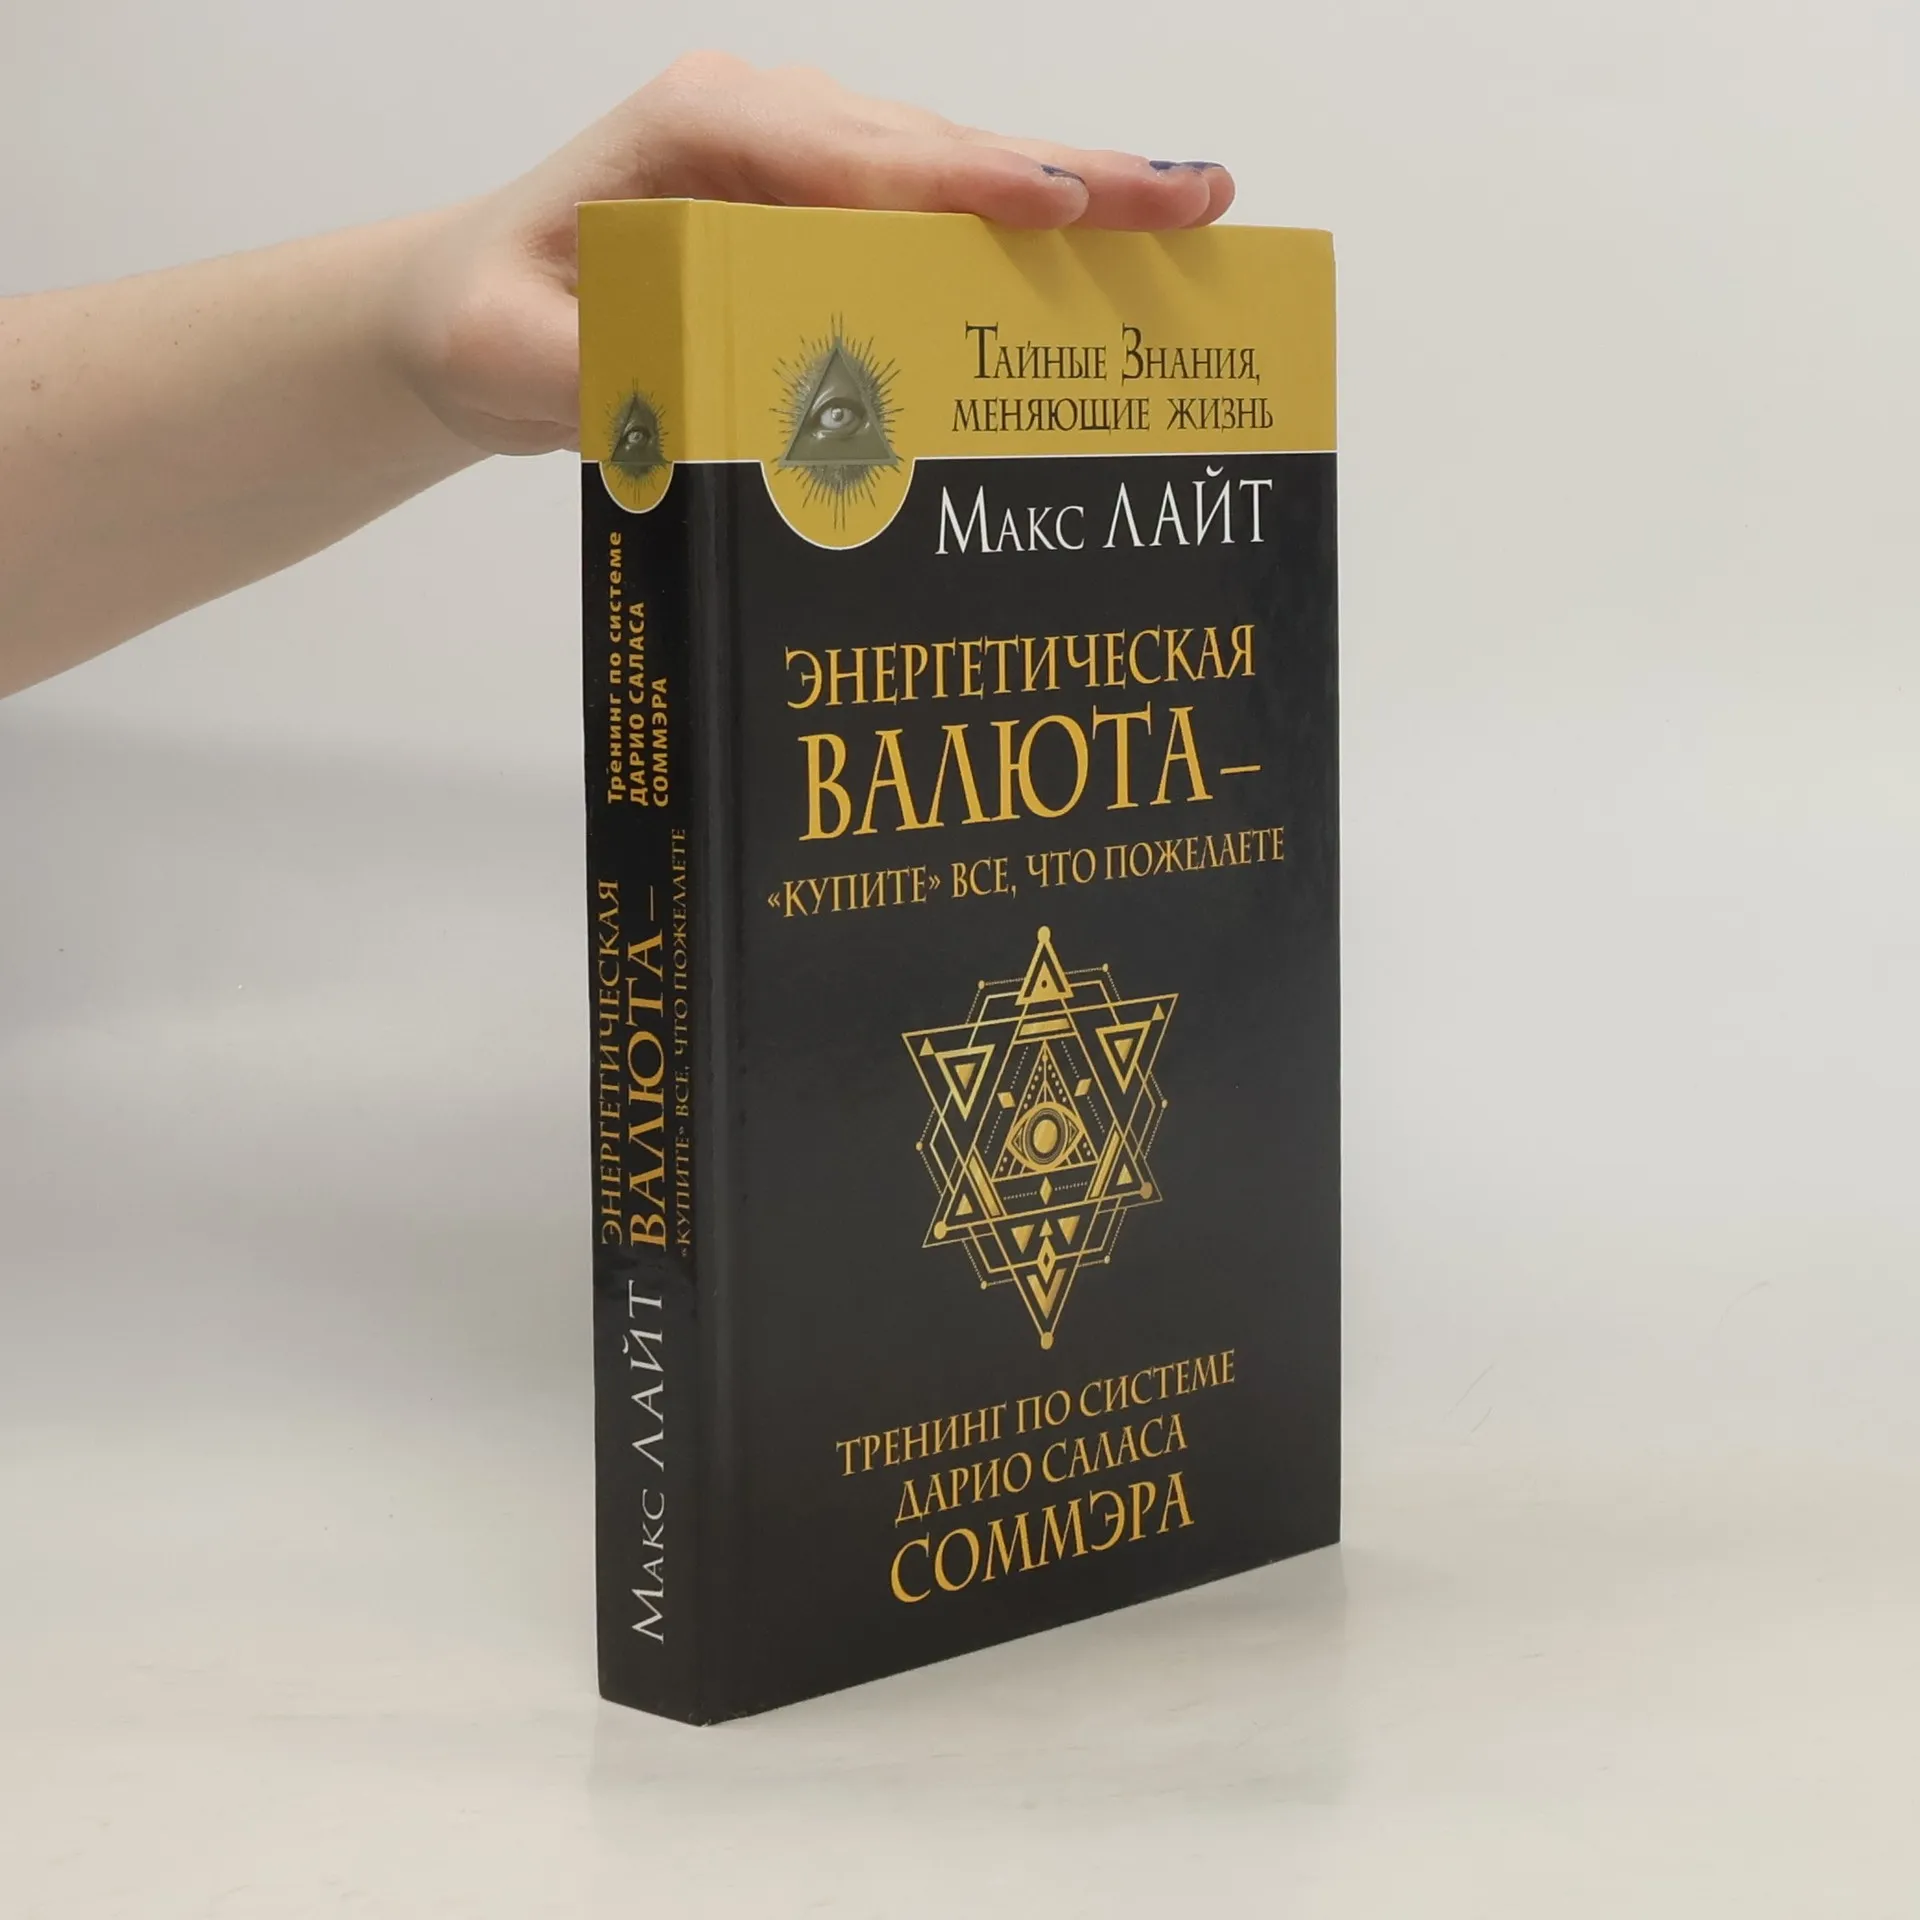 Тайные Знания,
меняющие жизнь
Макс ЛАЙТ
ЭНЕРГЕТИЧЕСКАЯ
ВАЛЮТА –
«КУПИТЕ» ВСЕ, ЧТО ПОЖЕЛАЕТЕ
ТРЕНИНГ ПО СИСТЕМЕ
ДАРИО САЛАСА
СОММЭРА
Тренинг по системе
ДАРИО САЛАСА
СОММЭРА
ЭНЕРГЕТИЧЕСКАЯ
ВАЛЮТА –
«КУПИТЕ» ВСЕ, ЧТО ПОЖЕЛАЕТЕ
Макс ЛАЙТ